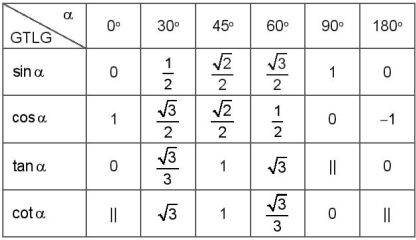 α 0° 30° 45° 60° 90° 180°
GTLG
sin α 0 1/2 √2/2 √3/2 1 0
cos α 1 √3/2 √2/2 1/2 0 −1
tan α 0 √3/3 1 √3 || 0
cot α || √3 1 √3/3 0 ||